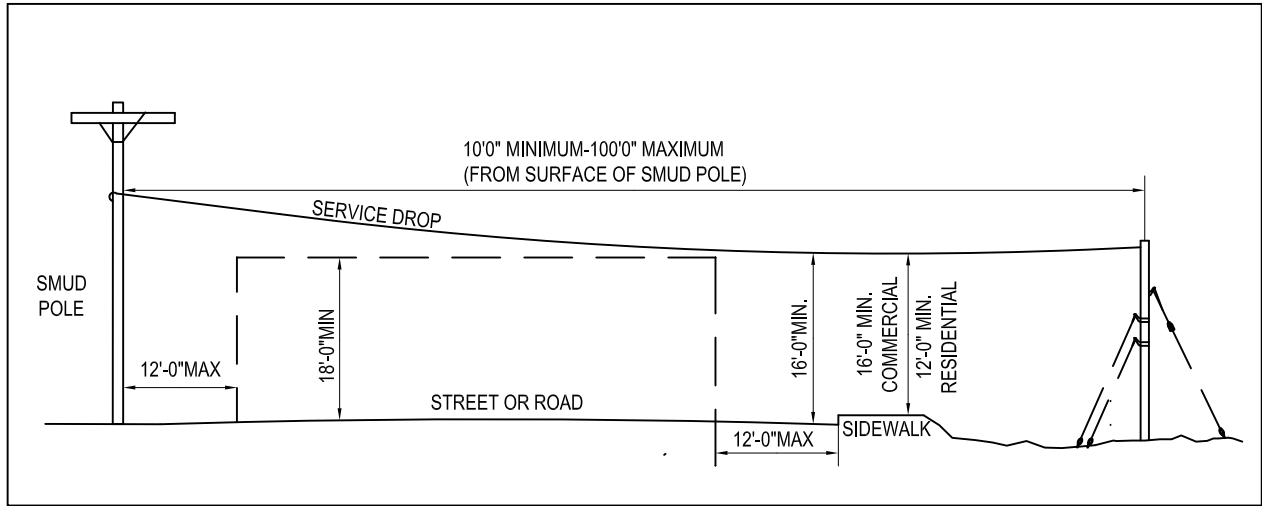 10'0" MINIMUM-100'0" MAXIMUM
(FROM SURFACE OF SMUD POLE)
SERVICE DROP
SMUD
POLE
12'-0"MAX
18'-0"MIN
16'-0"MIN.
16'-0" MIN.
COMMERCIAL
12'-0" MIN.
RESIDENTIAL
STREET OR ROAD
12'-0"MAX
SIDEWALK